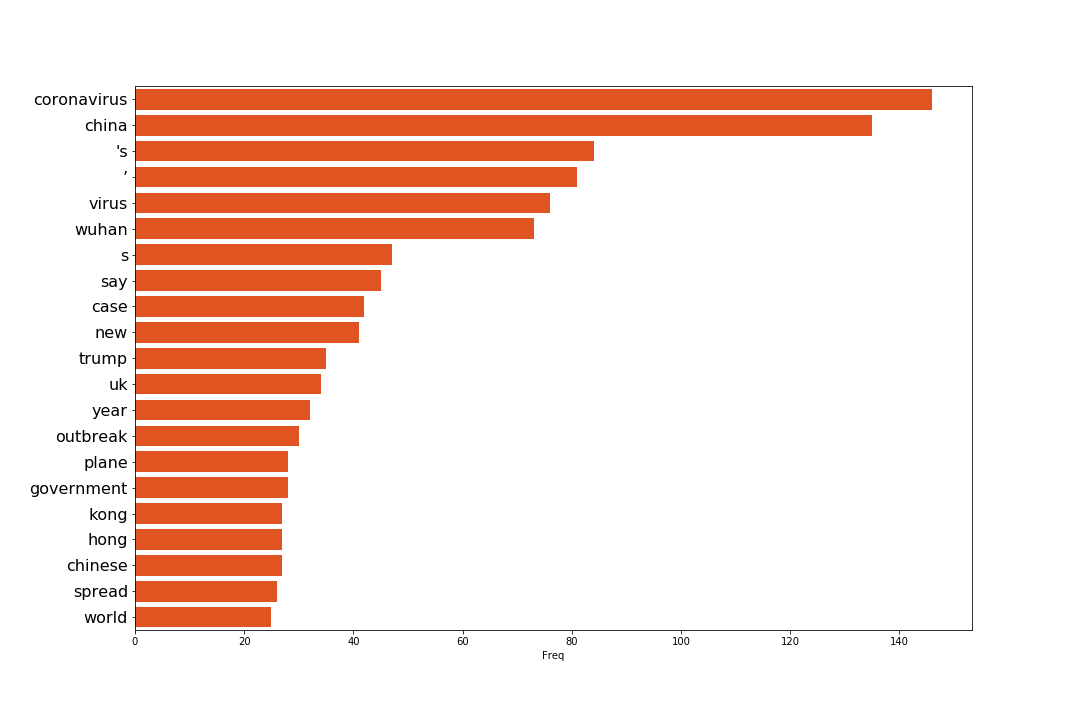 coronavirus
china
's
’
virus
wuhan
s
say
case
new
trump
uk
year
outbreak
plane
government
kong
hong
chinese
spread
world
0 20 40 60 80 100 120 140
Freq